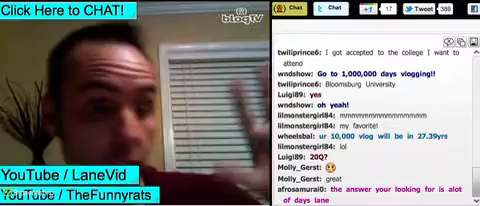 Click Here to CHAT!
blogTV
YouTube / LaneVid
YouTube / TheFunnyrats
Chat
Chat
+1
17
Tweet
389
twiliprince6: I got accepted to the college I want to
attend
wndshow: Go to 1,000,000 days vlogging!!
twiliprince6: Bloomsburg University
Luigi89: yes
wndshow: oh yeah!
lilmonstergirl84: mmmmmmmmmmmmmmm
lilmonstergirl84: my favorite!
wheelsbal: ur 10,000 vlog will be in 27.39yrs
lilmonstergirl84: lol
Luigi89: 20Q?
Molly_Gerst:
Molly_Gerst: great
afrosamurai0: the answer your looking for is alot
of days lane